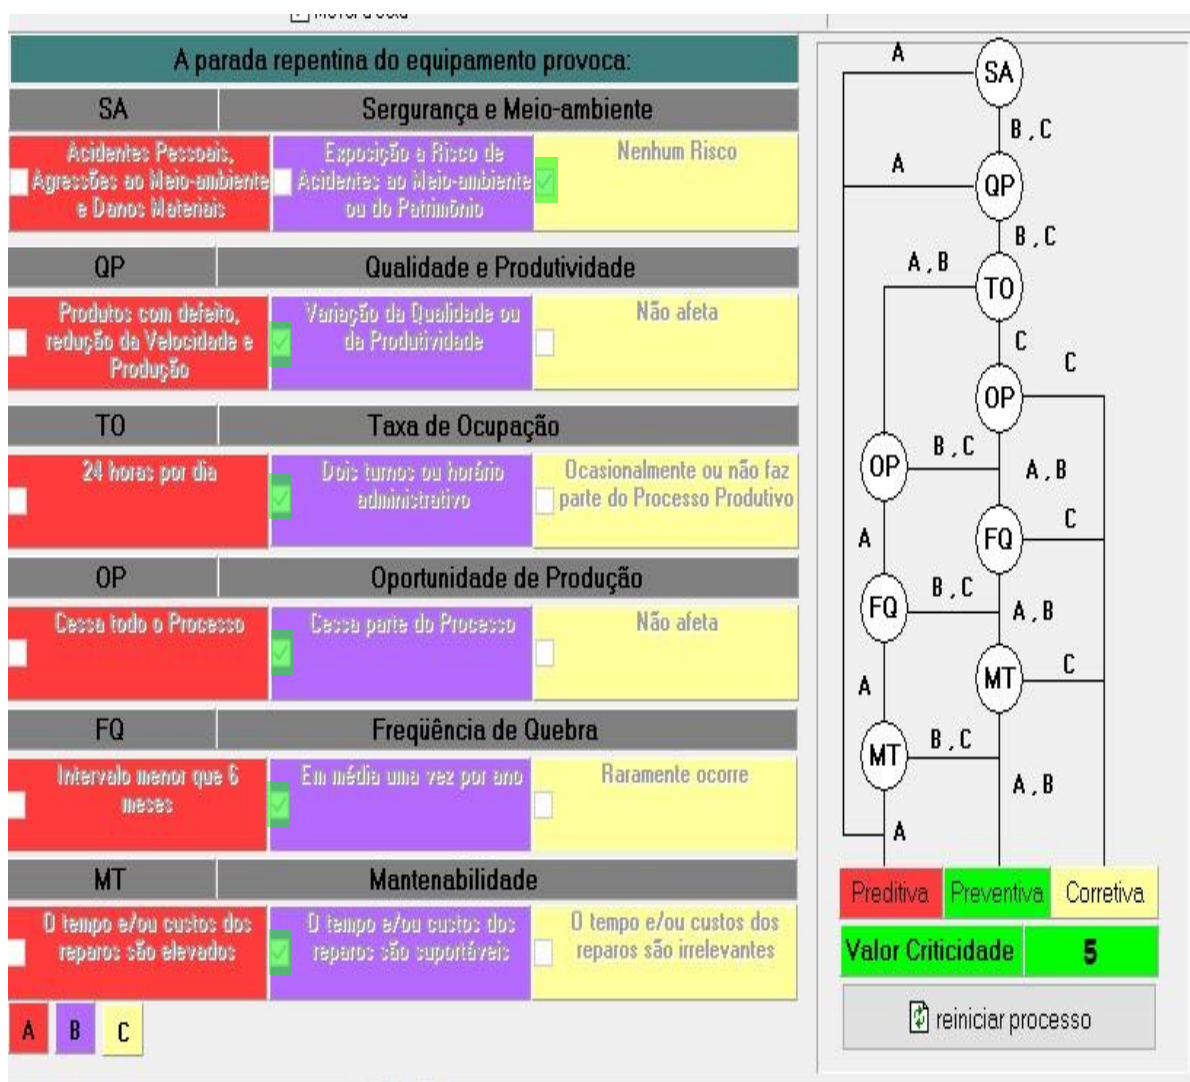 A parada repentina do equipamento provoca:
SA
Sergurança e Meio-ambiente
Acidentes Pessoais,
Agressões ao Meio-ambiente
e Danos Materiais
Exposição a Risco de
Acidentes ao Meio-ambiente
ou do Patrimônio
Nenhum Risco
QP
Qualidade e Produtividade
Produtos com defeito,
redução da Velocidade e
Produção
Variação da Qualidade ou
da Produtividade
Não afeta
TO
Taxa de Ocupação
24 horas por dia
Dois turnos ou horário
administrativo
Ocasionalmente ou não faz
parte do Processo Produtivo
OP
Oportunidade de Produção
Cessa todo o Processo
Cessa parte do Processo
Não afeta
FQ
Freqüência de Quebra
Intervalo menor que 6
meses
Em média uma vez por ano
Raramente ocorre
MT
Mantenabilidade
O tempo e/ou custos dos
reparos são elevados
O tempo e/ou custos dos
reparos são suportáveis
O tempo e/ou custos dos
reparos são irrelevantes
A
B
C
A
SA
B , C
A
QP
B , C
A , B
TO
C
C
OP
B , C
OP
A , B
C
A
FQ
B , C
FQ
A , B
C
A
MT
B , C
MT
A , B
A
Preditiva
Preventiva
Corretiva
Valor Criticidade
5
reiniciar processo